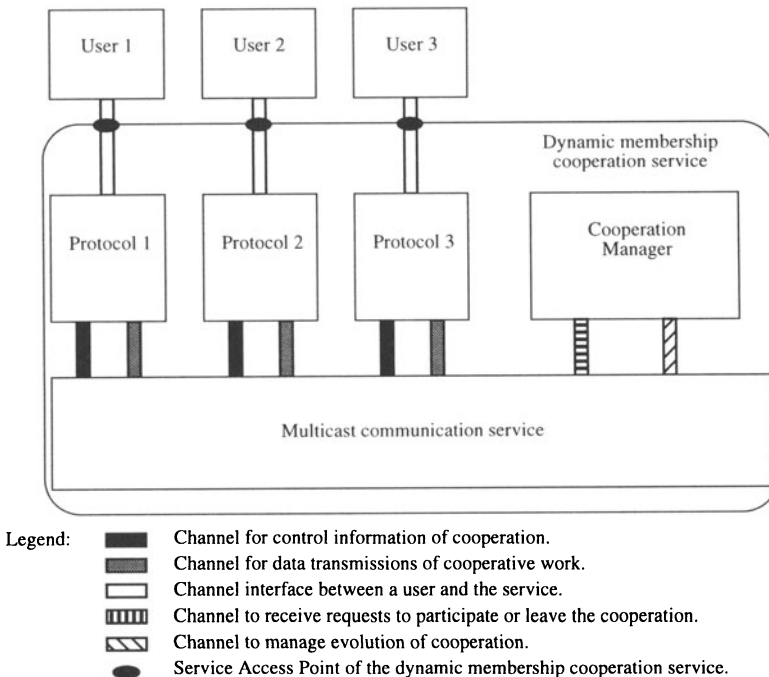 User 1
User 2
User 3
Dynamic membership
cooperation service
Protocol 1
Protocol 2
Protocol 3
Cooperation
Manager
Multicast communication service
Legend:
Channel for control information of cooperation.
Channel for data transmissions of cooperative work.
Channel interface between a user and the service.
Channel to receive requests to participate or leave the cooperation.
Channel to manage evolution of cooperation.
Service Access Point of the dynamic membership cooperation service.